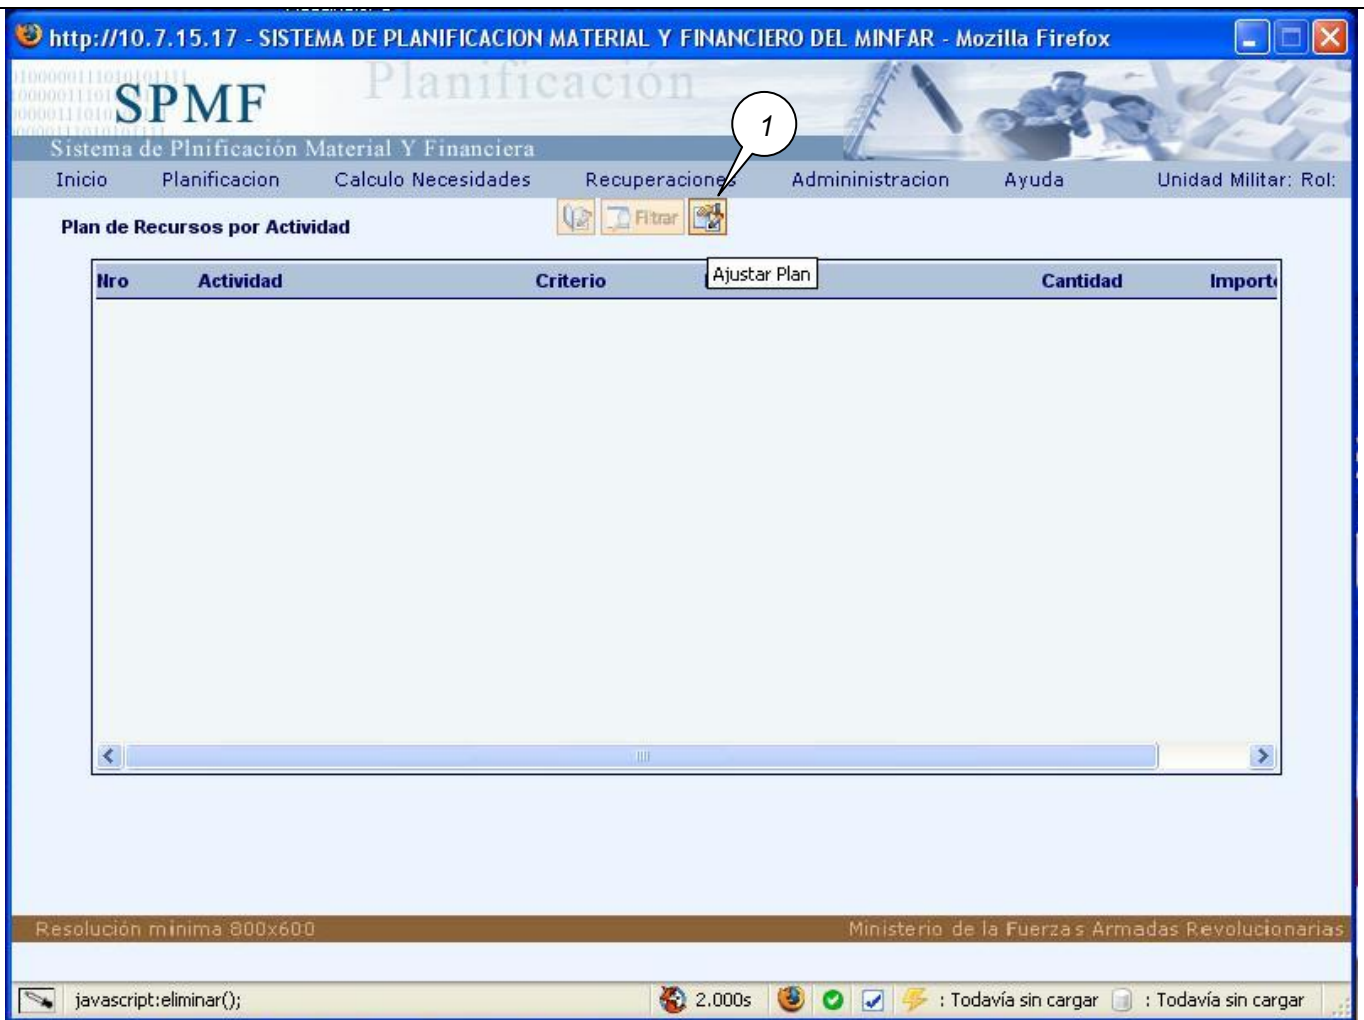 http://10.7.15.17 - SISTEMA DE PLANIFICACION MATERIAL Y FINANCIERO DEL MINFAR - Mozilla Firefox
Planificación
SPMF
1
Sistema de Plnificación Material Y Financiera
Inicio Planificacion Calculo Necesidades Recuperaciones Admininistracion Ayuda Unidad Militar: Rol:
Plan de Recursos por Actividad Filtrar
Ajustar Plan
Nro Actividad Criterio Cantidad Importe
Resolución minima 800x600 Ministerio de la Fuerzas Armadas Revolucionarias
javascript:eliminar(); 2.000s : Todavía sin cargar : Todavía sin cargar